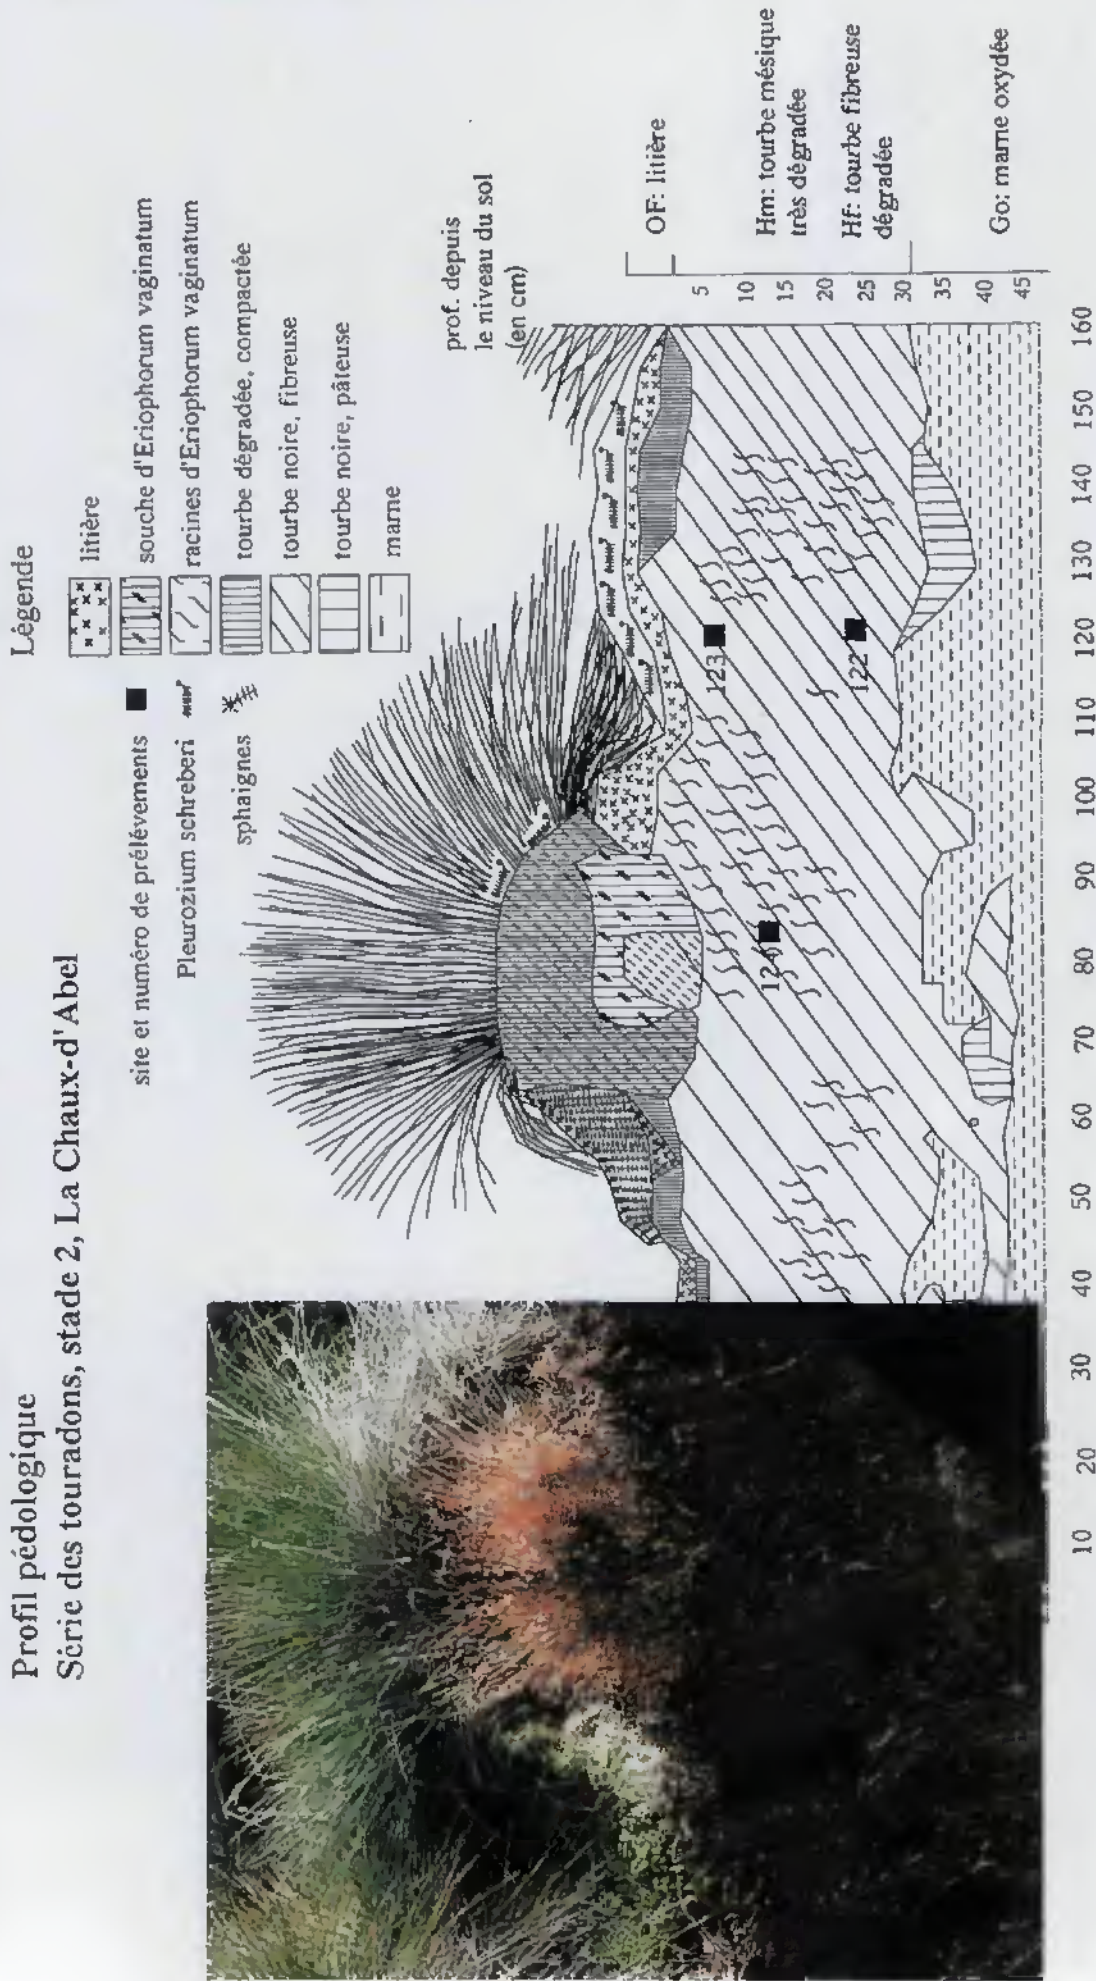 Profil pédologique
Série des touradons, stade 2, La Chaux-d'Abel
Légende
site et numéro de prélèvements
Pleurozium schreberi
sphaignes
litière
souche d'Eriophorum vaginatum
racines d'Eriophorum vaginatum
tourbe dégradée, compactée
tourbe noire, fibreuse
tourbe noire, pâteuse
marne
prof. depuis
le niveau du sol
(en cm)
OF: litière
Hm: tourbe mésique
très dégradée
Hf: tourbe fibreuse
dégradée
Go: marne oxydée
5
10
15
20
25
30
35
40
45
123
122
124
10 20 30 40 50 60 70 80 90 100 110 120 130 140 150 160